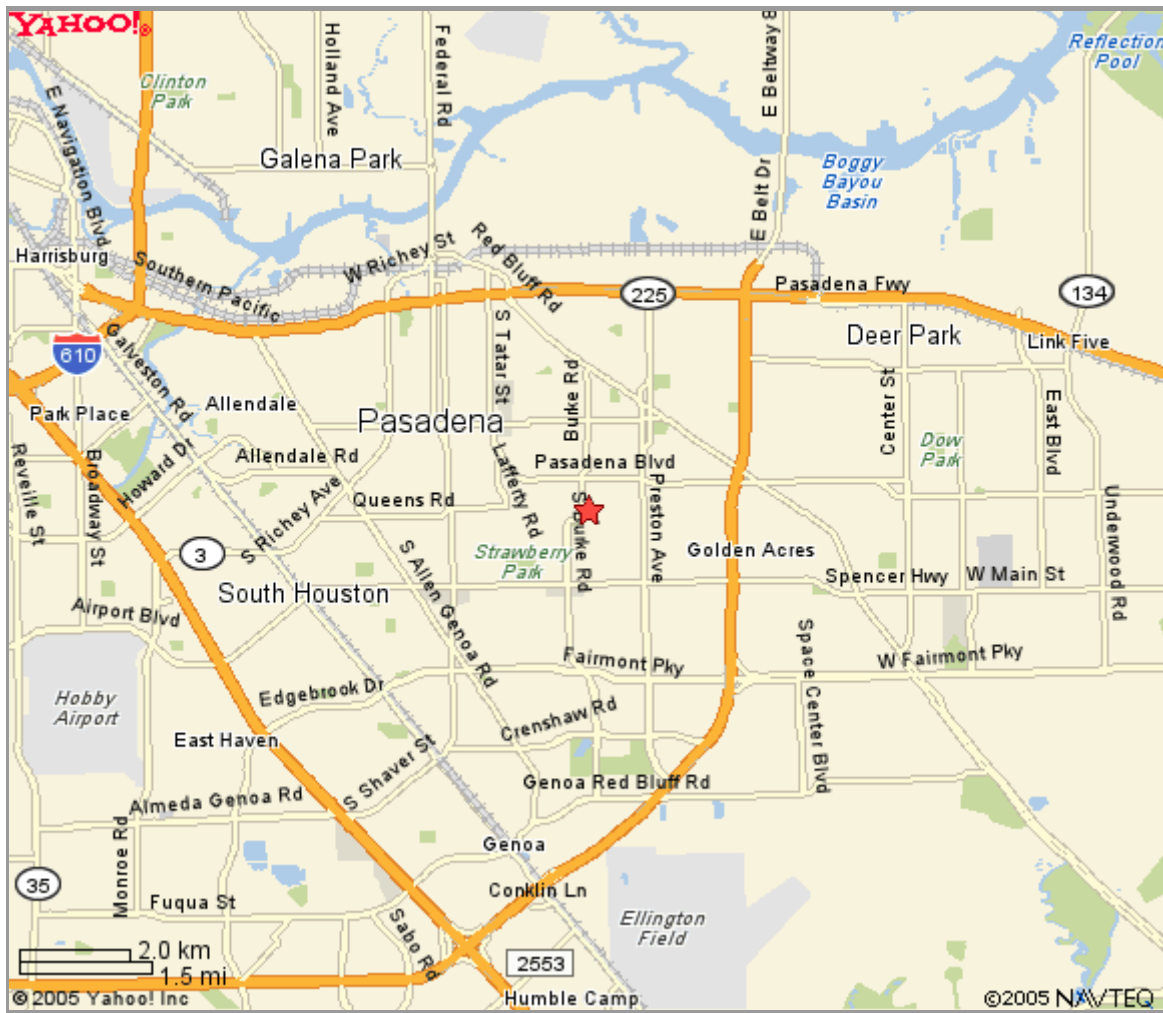 YAHOO!
E Beltway 8
Reflection
Pool
Clinton
Park
Holland Ave
Federal Rd
E Navigation Blvd
Galena Park
Boggy
Bayou
Basin
E Belt Dr
Harrisburg
Southern Pacific
W Richey St
Red Bluff Rd
225
Pasadena Fwy
134
610
Galveston Rd
S Tatar St
Deer Park
Link Five
Park Place
Allendale
Pasadena
Burke Rd
Center St
East Blvd
Dow
Park
Reveille St
Broadway St
Howard Dr
Allendale Rd
Lafferty Rd
Pasadena Blvd
Queens Rd
S Richey Ave
S Burke Rd
Preston Ave
Underwood Rd
3
Strawberry
Park
Golden Acres
S Allen Genoa Rd
South Houston
Spencer Hwy
W Main St
Airport Blvd
Fairmont Pky
Space Center Blvd
W Fairmont Pky
Hobby
Airport
Edgebrook Dr
Crenshaw Rd
East Haven
S Shaver St
Genoa Red Bluff Rd
Almeda Genoa Rd
Monroe Rd
Genoa
35
Fuqua St
Conklin Ln
Sabo Rd
Ellington
Field
2.0 km
1.5 mi
2553
©2005 Yahoo! Inc
Humble Camp
©2005 NAVTEQ